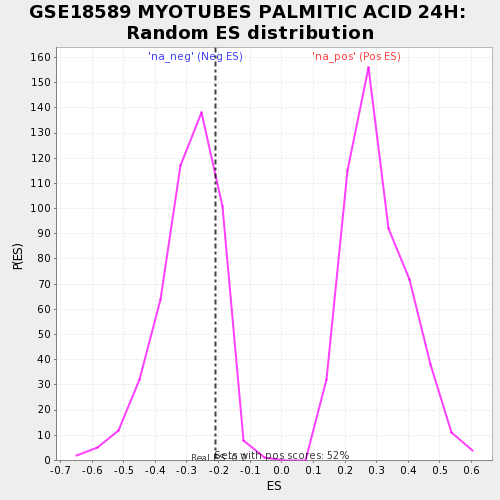 GSE18589 MYOTUBES PALMITIC ACID 24H:
Random ES distribution
'na_neg' (Neg ES)
'na_pos' (Pos ES)
160
150
140
130
120
110
100
90
80
70
60
50
40
30
20
10
0
P(ES)
Sets with pos scores: 52%
Real ES
-0.7 -0.6 -0.5 -0.4 -0.3 -0.2 -0.1 0.0 0.1 0.2 0.3 0.4 0.5 0.6
ES